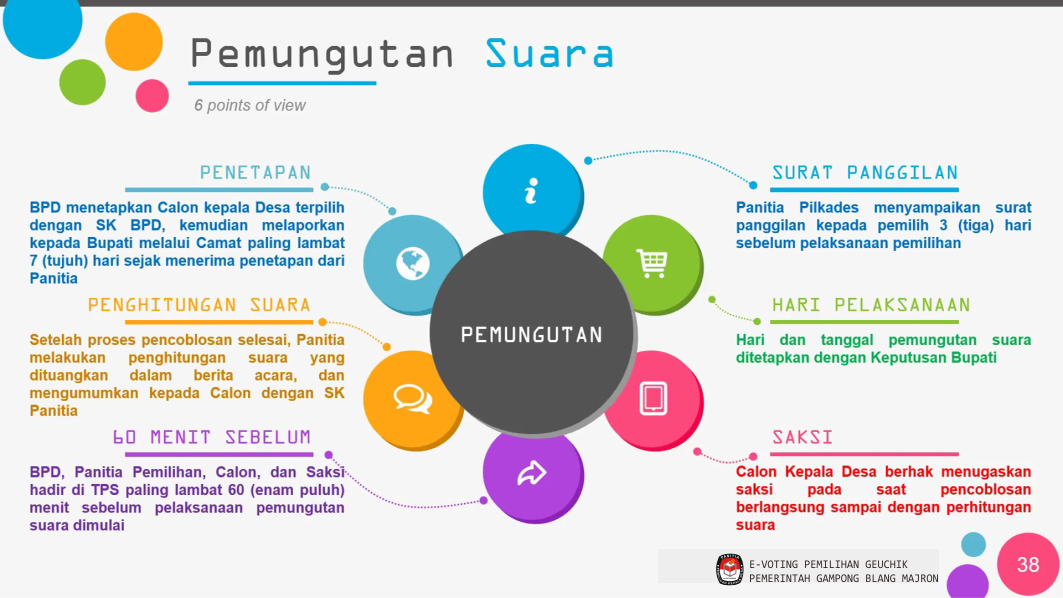 Pemungutan Suara
6 points of view
PENETAPAN
BPD menetapkan Calon kepala Desa terpilih
dengan SK BPD, kemudian melaporkan
kepada Bupati melalui Camat paling lambat
7 (tujuh) hari sejak menerima penetapan dari
Panitia
PENGHITUNGAN SUARA
Setelah proses pencoblosan selesai, Panitia
melakukan penghitungan suara yang
dituangkan dalam berita acara, dan
mengumumkan kepada Calon dengan SK
Panitia
60 MENIT SEBELUM
BPD, Panitia Pemilihan, Calon, dan Saksi
hadir di TPS paling lambat 60 (enam puluh)
menit sebelum pelaksanaan pemungutan
suara dimulai
PEMUNGUTAN
SURAT PANGGILAN
Panitia Pilkades menyampaikan surat
panggilan kepada pemilih 3 (tiga) hari
sebelum pelaksanaan pemilihan
HARI PELAKSANAAN
Hari dan tanggal pemungutan suara
ditetapkan dengan Keputusan Bupati
SAKSI
Calon Kepala Desa berhak menugaskan
saksi pada saat pencoblosan
berlangsung sampai dengan perhitungan
suara
E-VOTING PEMILIHAN GEUCHIK
PEMERINTAH GAMPONG BLANG MAJRON
38